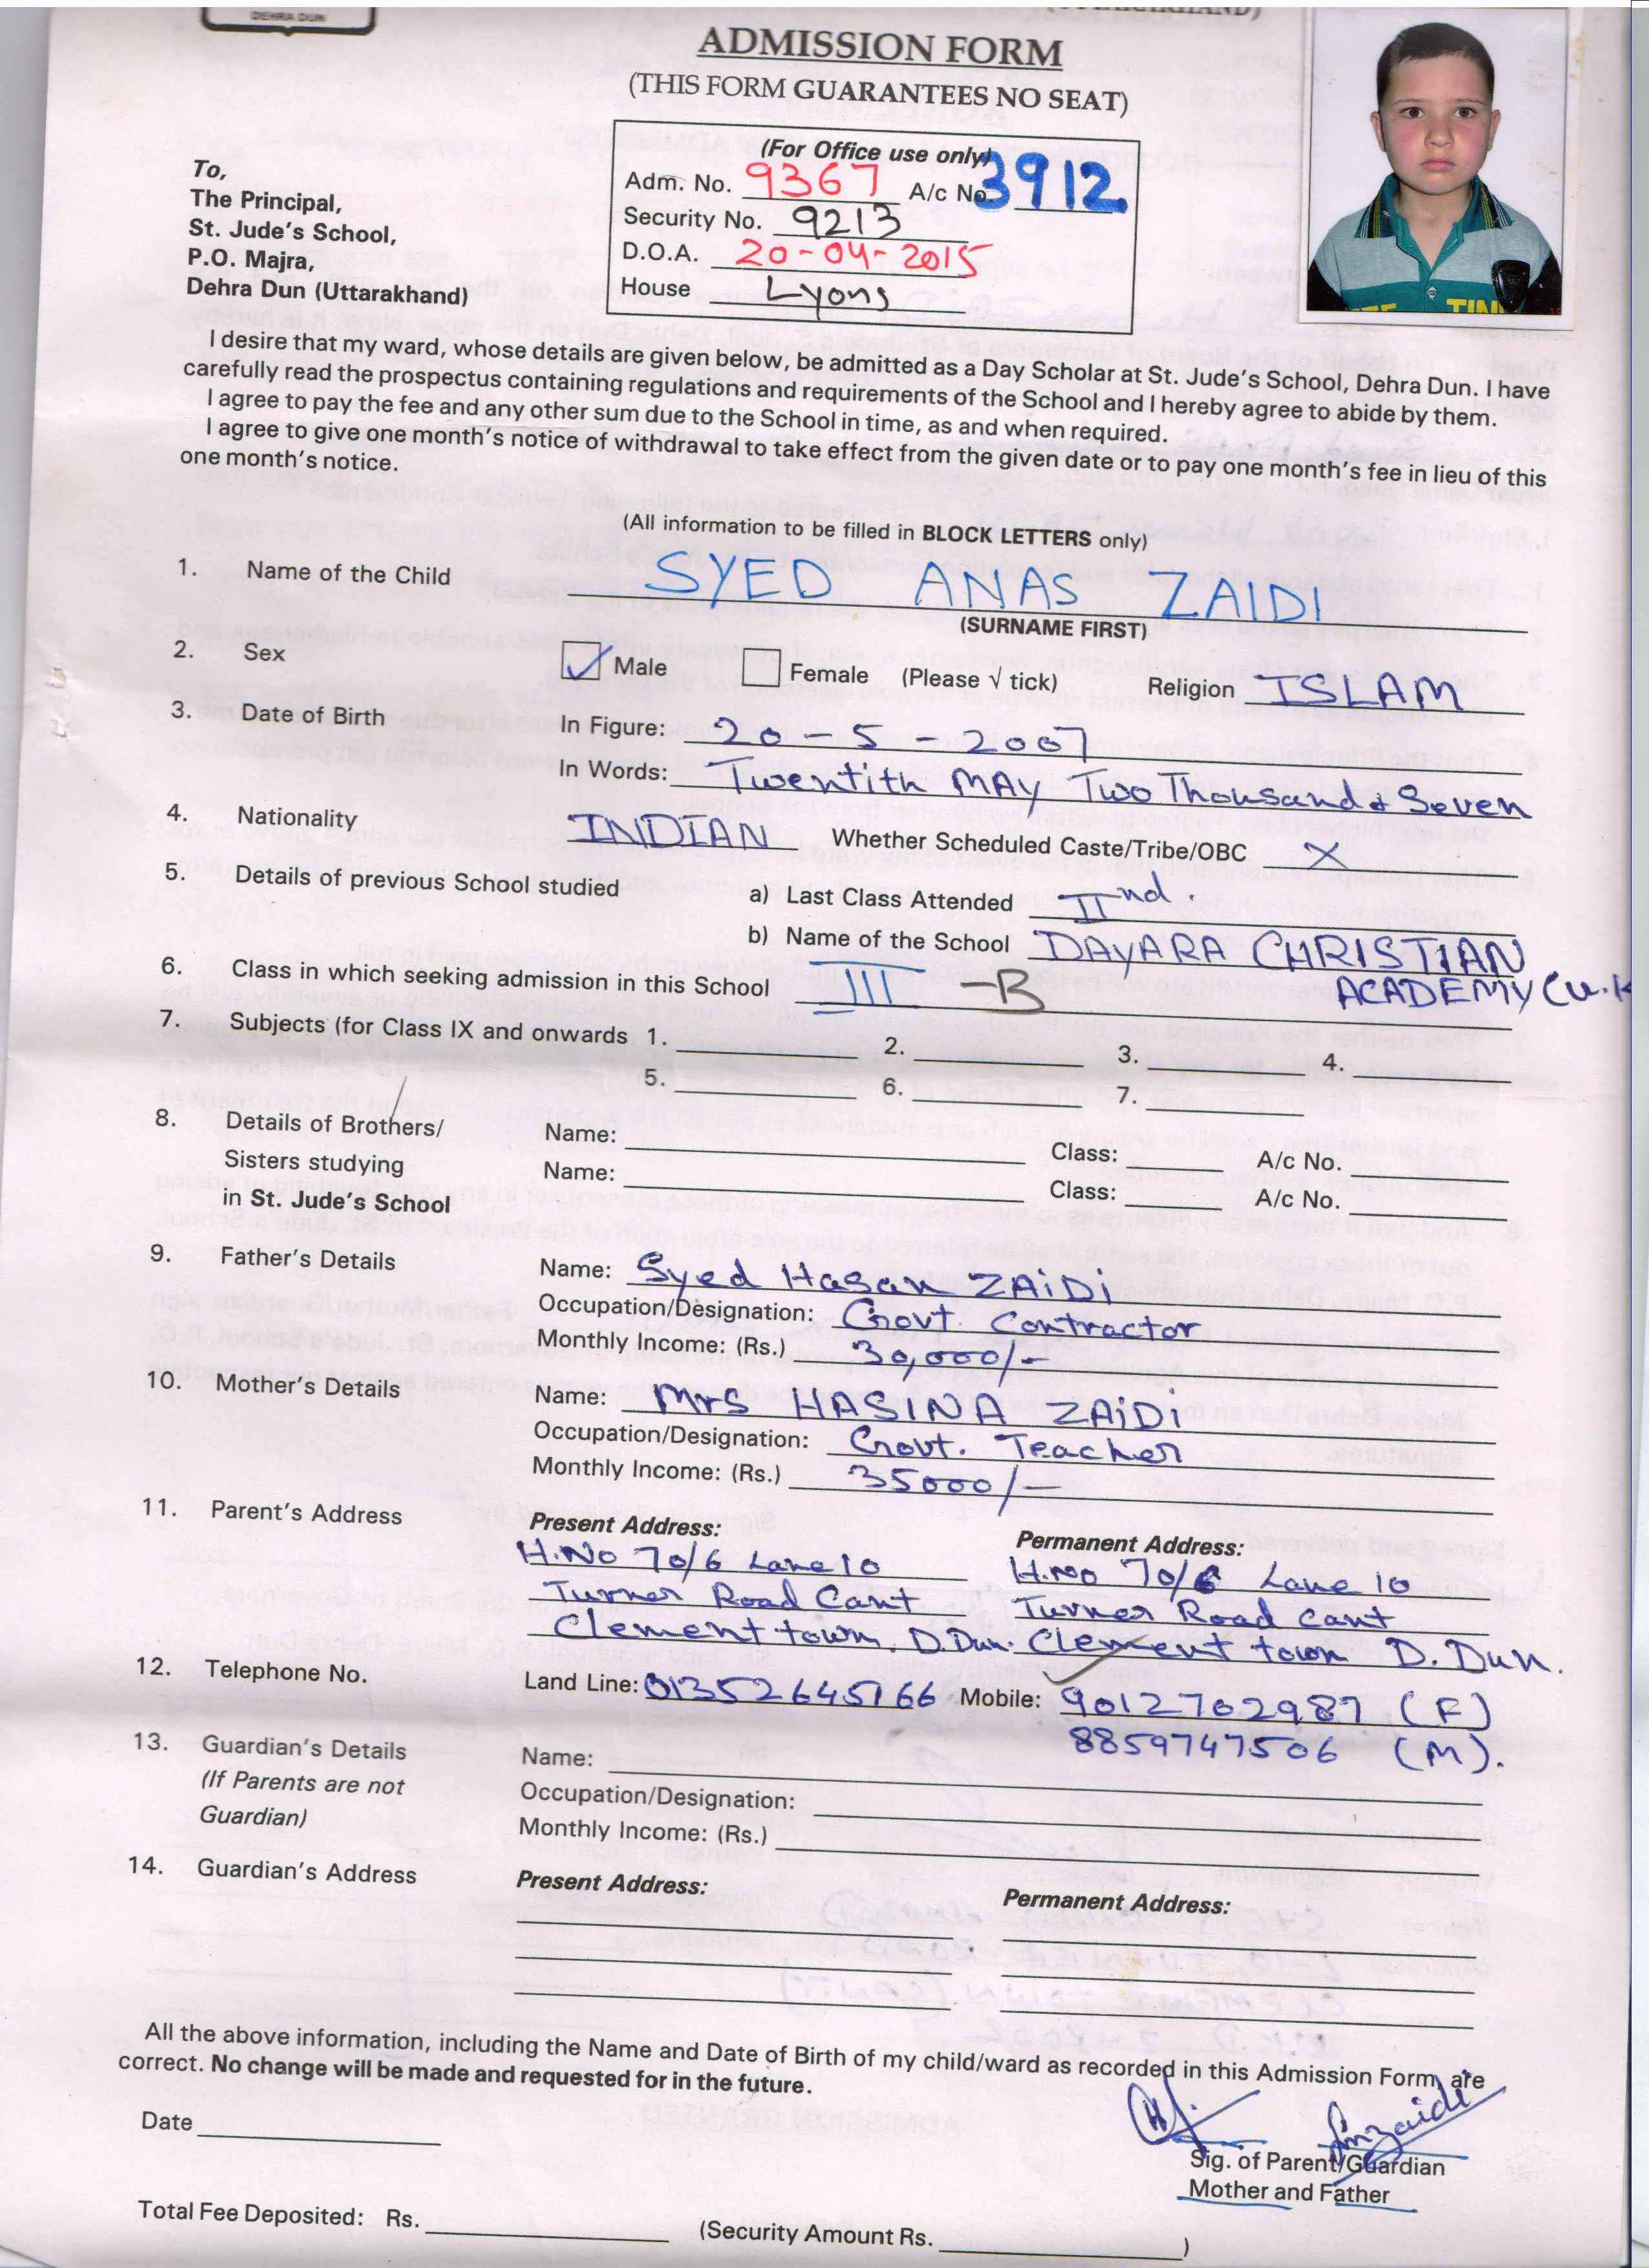 DEHRA DUN
ADMISSION FORM
(THIS FORM GUARANTEES NO SEAT)
(For Office use only)
Adm. No. 9367 A/c No. 3912
Security No. 9213
D.O.A. 20-04-2015
House Lyons
To,
The Principal,
St. Jude's School,
P.O. Majra,
Dehra Dun (Uttarakhand)
I desire that my ward, whose details are given below, be admitted as a Day Scholar at St. Jude's School, Dehra Dun. I have
carefully read the prospectus containing regulations and requirements of the School and I hereby agree to abide by them.
I agree to pay the fee and any other sum due to the School in time, as and when required.
I agree to give one month's notice of withdrawal to take effect from the given date or to pay one month's fee in lieu of this
one month's notice.
(All information to be filled in BLOCK LETTERS only)
1. Name of the Child SYED ANAS ZAIDI
(SURNAME FIRST)
2. Sex Male Female (Please √ tick) Religion ISLAM
3. Date of Birth In Figure: 20-5-2007
In Words: Twentith MAY Two Thousand & Seven
4. Nationality INDIAN Whether Scheduled Caste/Tribe/OBC X
5. Details of previous School studied a) Last Class Attended IInd.
b) Name of the School DAYARA CHRISTIAN
ACADEMY (U.K
6. Class in which seeking admission in this School III -B
7. Subjects (for Class IX and onwards 1. 2. 3. 4.
5. 6. 7.
8. Details of Brothers/ Name: Class: A/c No.
Sisters studying Name: Class: A/c No.
in St. Jude's School
9. Father's Details Name: Syed Hasan ZAiDi
Occupation/Designation: Govt. Contractor
Monthly Income: (Rs.) 30,000/-
10. Mother's Details Name: Mrs HASINA ZAiDi
Occupation/Designation: Govt. Teacher
Monthly Income: (Rs.) 35000/-
11. Parent's Address Present Address: Permanent Address:
H.No 70/6 Lane 10 H.No 70/6 Lane 10
Turner Road Cant Turner Road Cant
Clement town. D.Dun. Clement town D. Dun.
12. Telephone No. Land Line: 01352645166 Mobile: 9012702987 (F)
8859747506 (M).
13. Guardian's Details Name:
(If Parents are not Occupation/Designation:
Guardian) Monthly Income: (Rs.)
14. Guardian's Address Present Address: Permanent Address:
All the above information, including the Name and Date of Birth of my child/ward as recorded in this Admission Form, are
correct. No change will be made and requested for in the future.
Date
Sig. of Parent/Guardian
Mother and Father
Total Fee Deposited: Rs. (Security Amount Rs. )